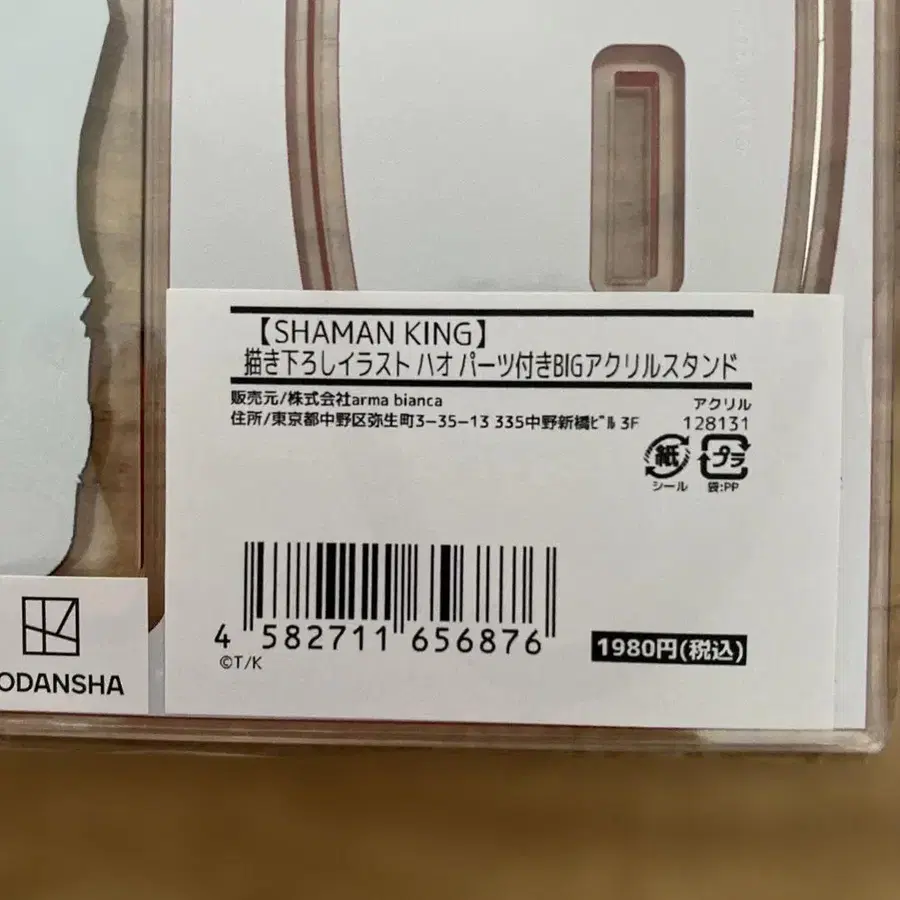 【SHAMAN KING】
描き下ろしイラスト ハオ パーツ付きBIGアクリルスタンド
販売元/株式会社arma bianca
住所/東京都中野区弥生町3-35-13 335中野新橋ビル 3F
アクリル
128131
紙
プラ
シール
袋:PP
4 582711 656876
©T/K
1980円(税込)
ODANSHA